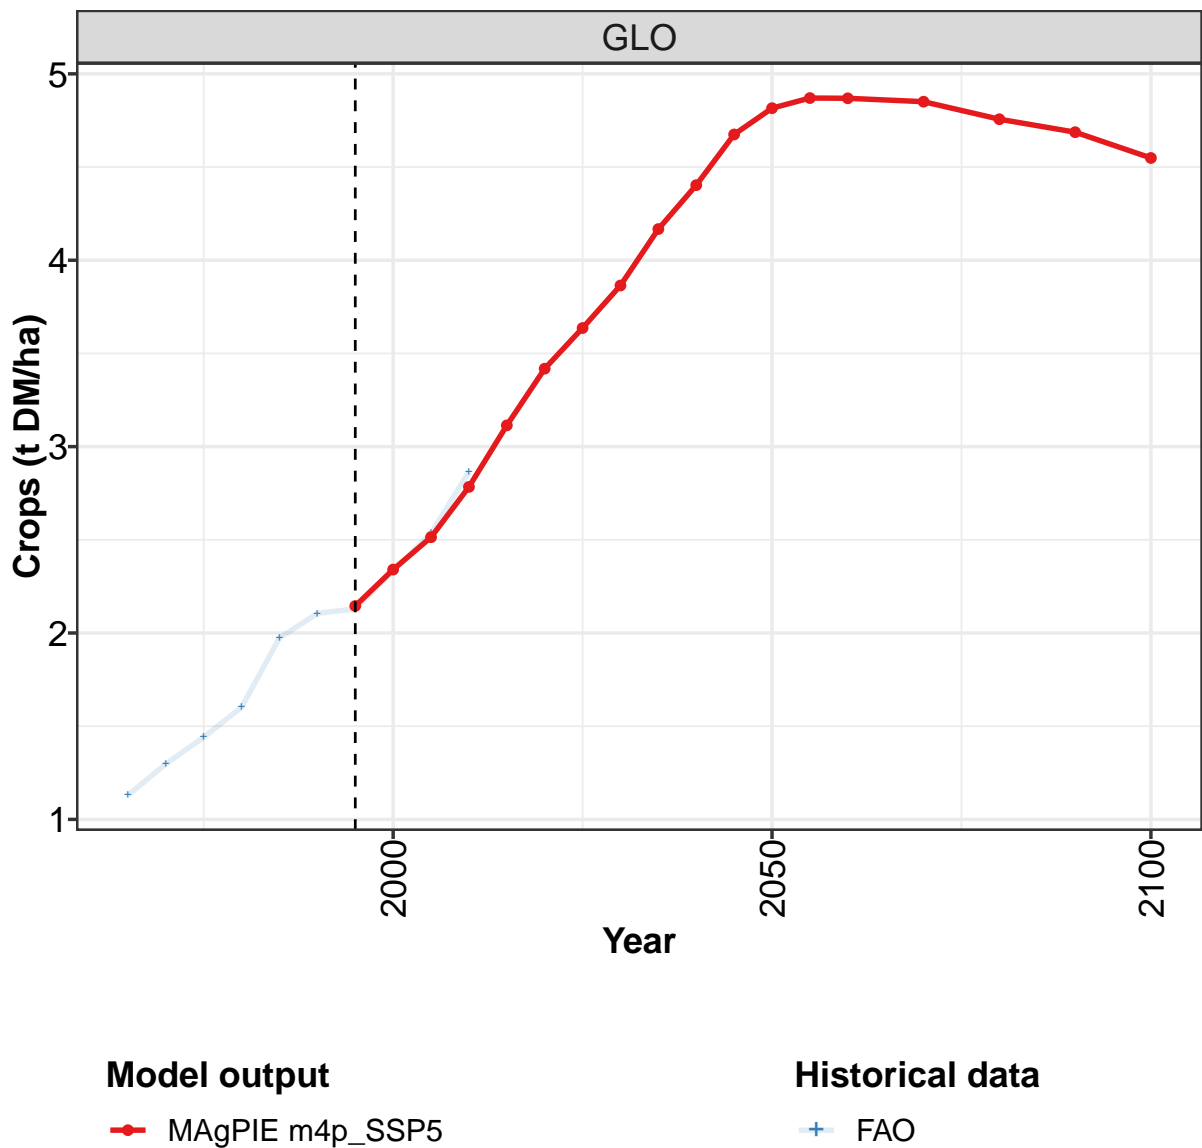 GLO
5
4
3
2
1
Crops (t DM/ha)
2000
2050
2100
Year
Model output
Historical data
MAgPIE m4p_SSP5
FAO